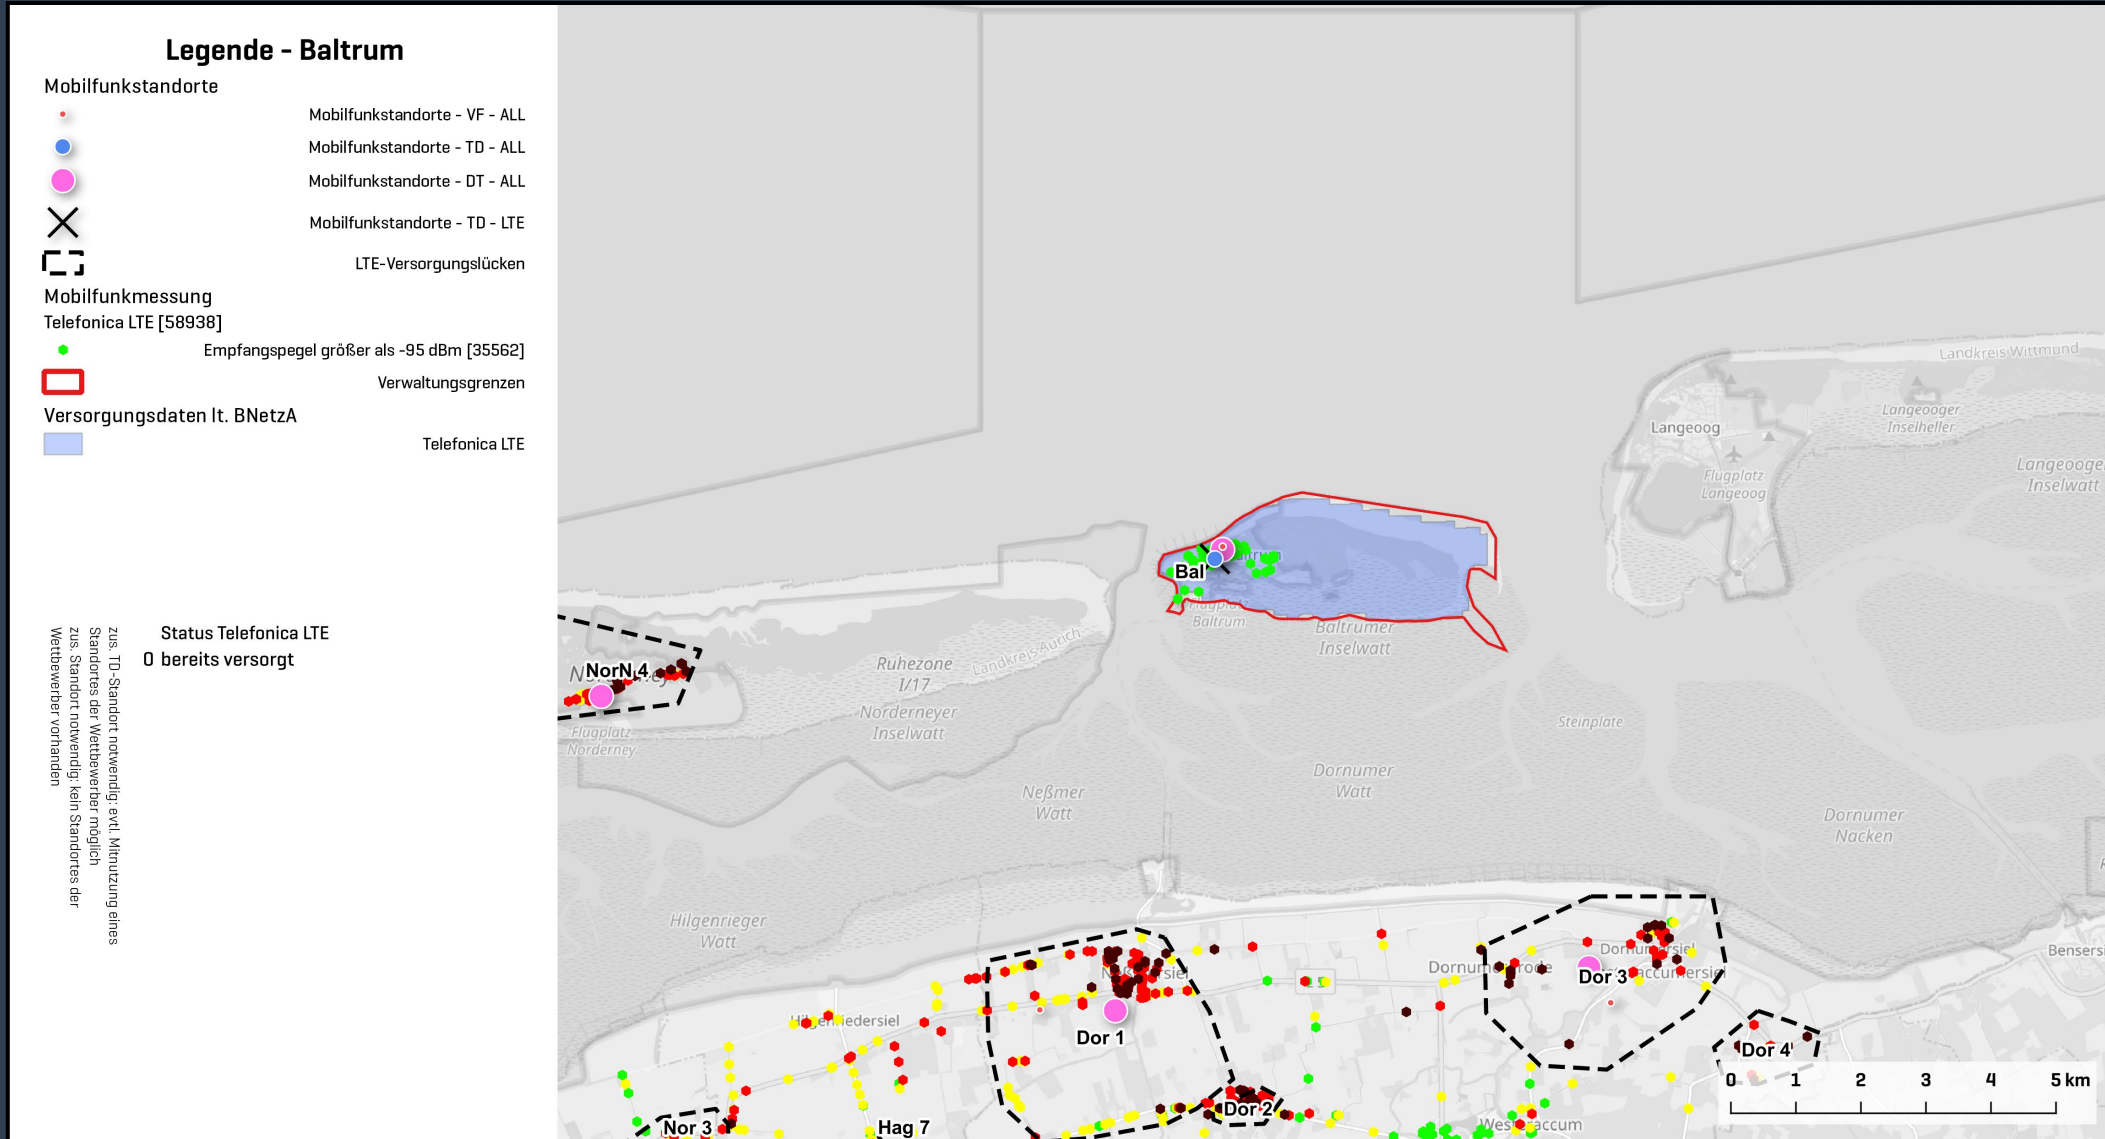 Legende - Baltrum
Mobilfunkstandorte
Mobilfunkstandorte - VF - ALL
Mobilfunkstandorte - TD - ALL
Mobilfunkstandorte - DT - ALL
Mobilfunkstandorte - TD - LTE
LTE-Versorgungslücken
Mobilfunkmessung
Telefonica LTE [58938]
Empfangspegel größer als -95 dBm [35562]
Verwaltungsgrenzen
Versorgungsdaten lt. BNetzA
Telefonica LTE
Status Telefonica LTE
0 bereits versorgt
zus. TD-Standort notwendig: evtl. Mitnutzung eines
Standortes der Wettbewerber möglich
zus. Standort notwendig: kein Standortes der
Wettbewerber vorhanden
Landkreis Wittmund
Langeooger
Inselheller
Langeoog
Flugplatz
Langeoog
Langeooge
Inselwatt
Bal
Flugplatz
Baltrum
Baltrumer
Inselwatt
Landkreis Aurich
Ruhezone
I/17
Norderneyer
Inselwatt
NorN 4
Flugplatz
Norderney
Steinplate
Dornumer
Watt
Neßmer
Watt
Dornumer
Nacken
Hilgenrieger
Watt
Bensersi
Dor 3
Dor 1
Dor 4
Dor 2
Nor 3
Hag 7
0 1 2 3 4 5 km